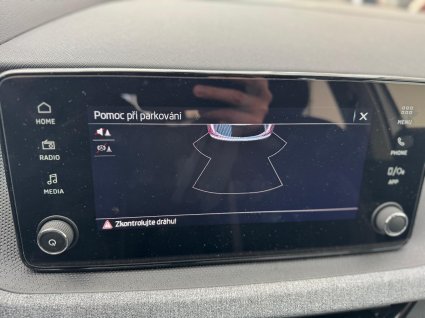 Pomoc při parkování
X
HOME
RADIO
MEDIA
MENU
PHONE
APP
Zkontrolujte dráhu!